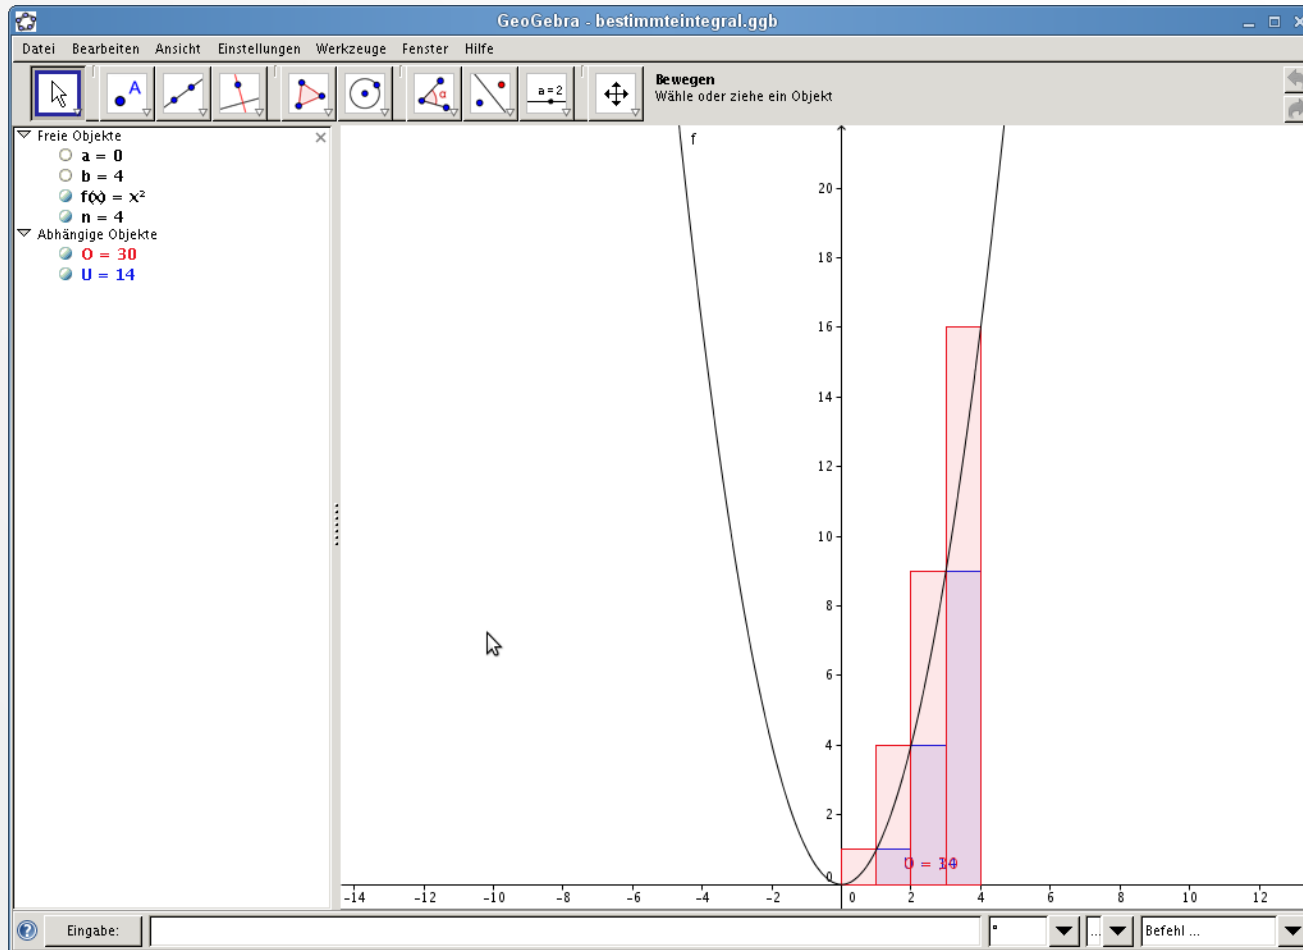 GeoGebra - bestimmteintegral.ggb
Datei Bearbeiten Ansicht Einstellungen Werkzeuge Fenster Hilfe
A
α
a = 2
Bewegen
Wähle oder ziehe ein Objekt
Freie Objekte
a = 0
b = 4
f(x) = x²
n = 4
Abhängige Objekte
O = 30
U = 14
f
20
18
16
14
12
10
8
6
4
2
0
-14 -12 -10 -8 -6 -4 -2 0 2 4 6 8 10 12
Eingabe:
... Befehl ...